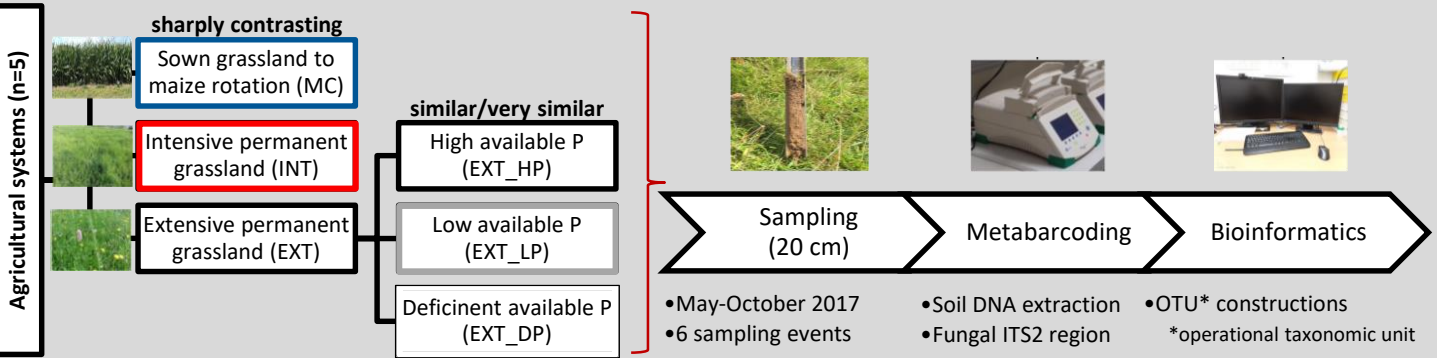 Agricultural systems (n=5)
sharply contrasting
Sown grassland to
maize rotation (MC)
Intensive permanent
grassland (INT)
Extensive permanent
grassland (EXT)
similar/very similar
High available P
(EXT_HP)
Low available P
(EXT_LP)
Deficinent available P
(EXT_DP)
Sampling
(20 cm)
•May-October 2017
•6 sampling events
Metabarcoding
•Soil DNA extraction
•Fungal ITS2 region
Bioinformatics
•OTU* constructions
*operational taxonomic unit